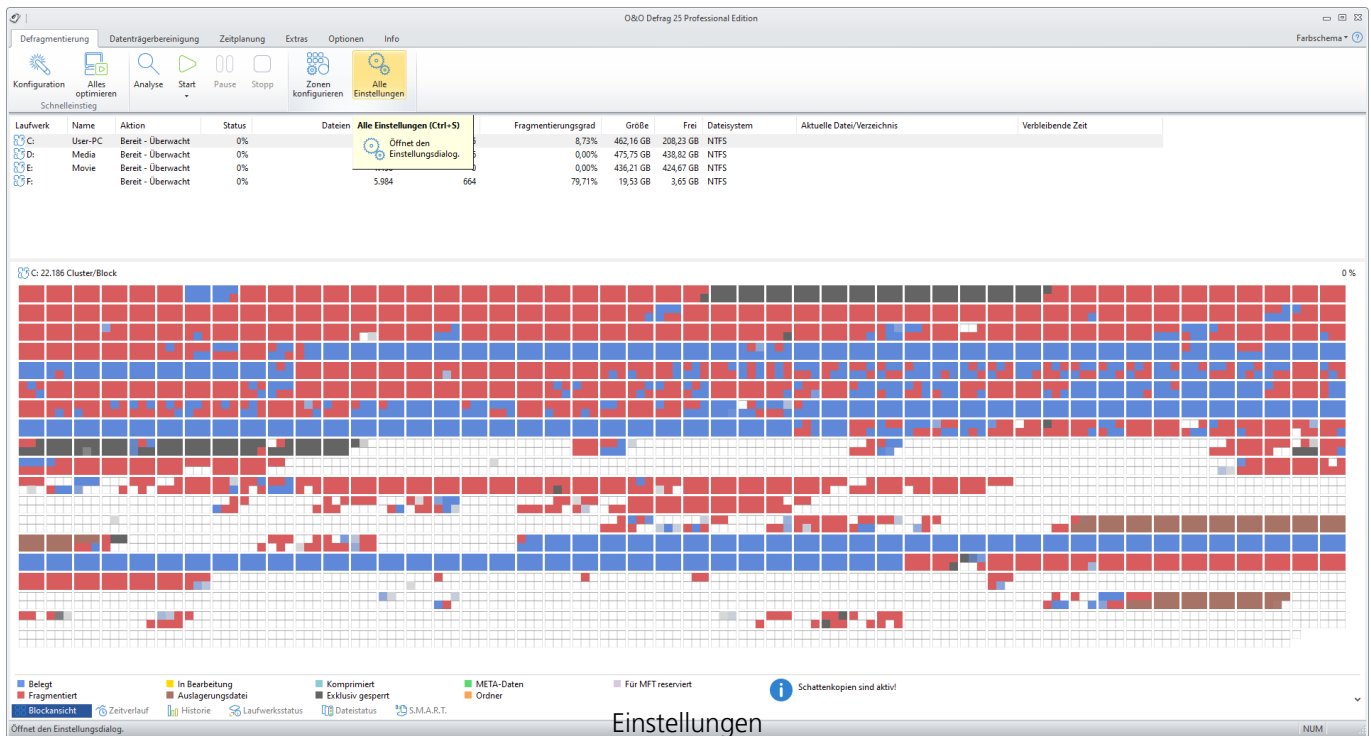 O&O Defrag 25 Professional Edition
Defragmentierung Datenträgerbereinigung Zeitplanung Extras Optionen Info Farbschema
Konfiguration Alles optimieren Analyse Start Pause Stopp Zonen konfigurieren Alle Einstellungen
Schnelleinstieg
Laufwerk Name Aktion Status Dateien Fragmentierungsgrad Größe Frei Dateisystem Aktuelle Datei/Verzeichnis Verbleibende Zeit
Alle Einstellungen (Ctrl+S)
Öffnet den
Einstellungsdialog.
C: User-PC Bereit - Überwacht 0% 8,73% 462,16 GB 208,23 GB NTFS
D: Media Bereit - Überwacht 0% 0,00% 475,75 GB 438,82 GB NTFS
E: Movie Bereit - Überwacht 0% 0,00% 436,21 GB 424,67 GB NTFS
F: Bereit - Überwacht 0% 5.984 664 79,71% 19,53 GB 3,65 GB NTFS
C: 22.186 Cluster/Block 0 %
Belegt In Bearbeitung Komprimiert META-Daten Für MFT reserviert
Fragmentiert Auslagerungsdatei Exklusiv gesperrt Ordner
Schattenkopien sind aktiv!
Blockansicht Zeitverlauf Historie Laufwerksstatus Dateistatus S.M.A.R.T.
Öffnet den Einstellungsdialog. NUM
Einstellungen